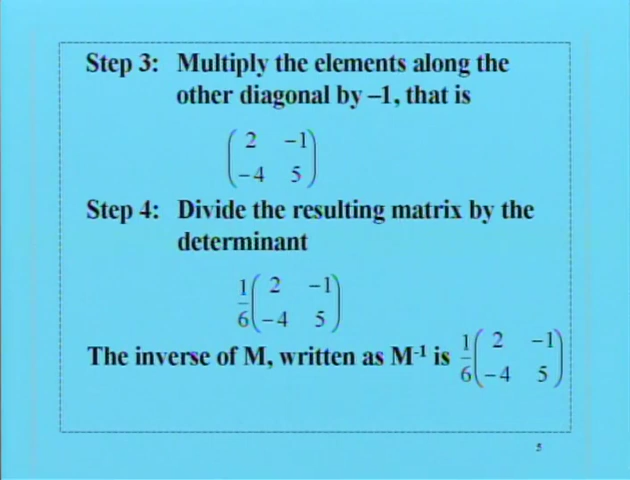 Step 3: Multiply the elements along the
other diagonal by –1, that is
2 –1
–4 5
Step 4: Divide the resulting matrix by the
determinant
1/6 ( 2 –1
–4 5 )
The inverse of M, written as M⁻¹ is 1/6 ( 2 –1
–4 5 )
5